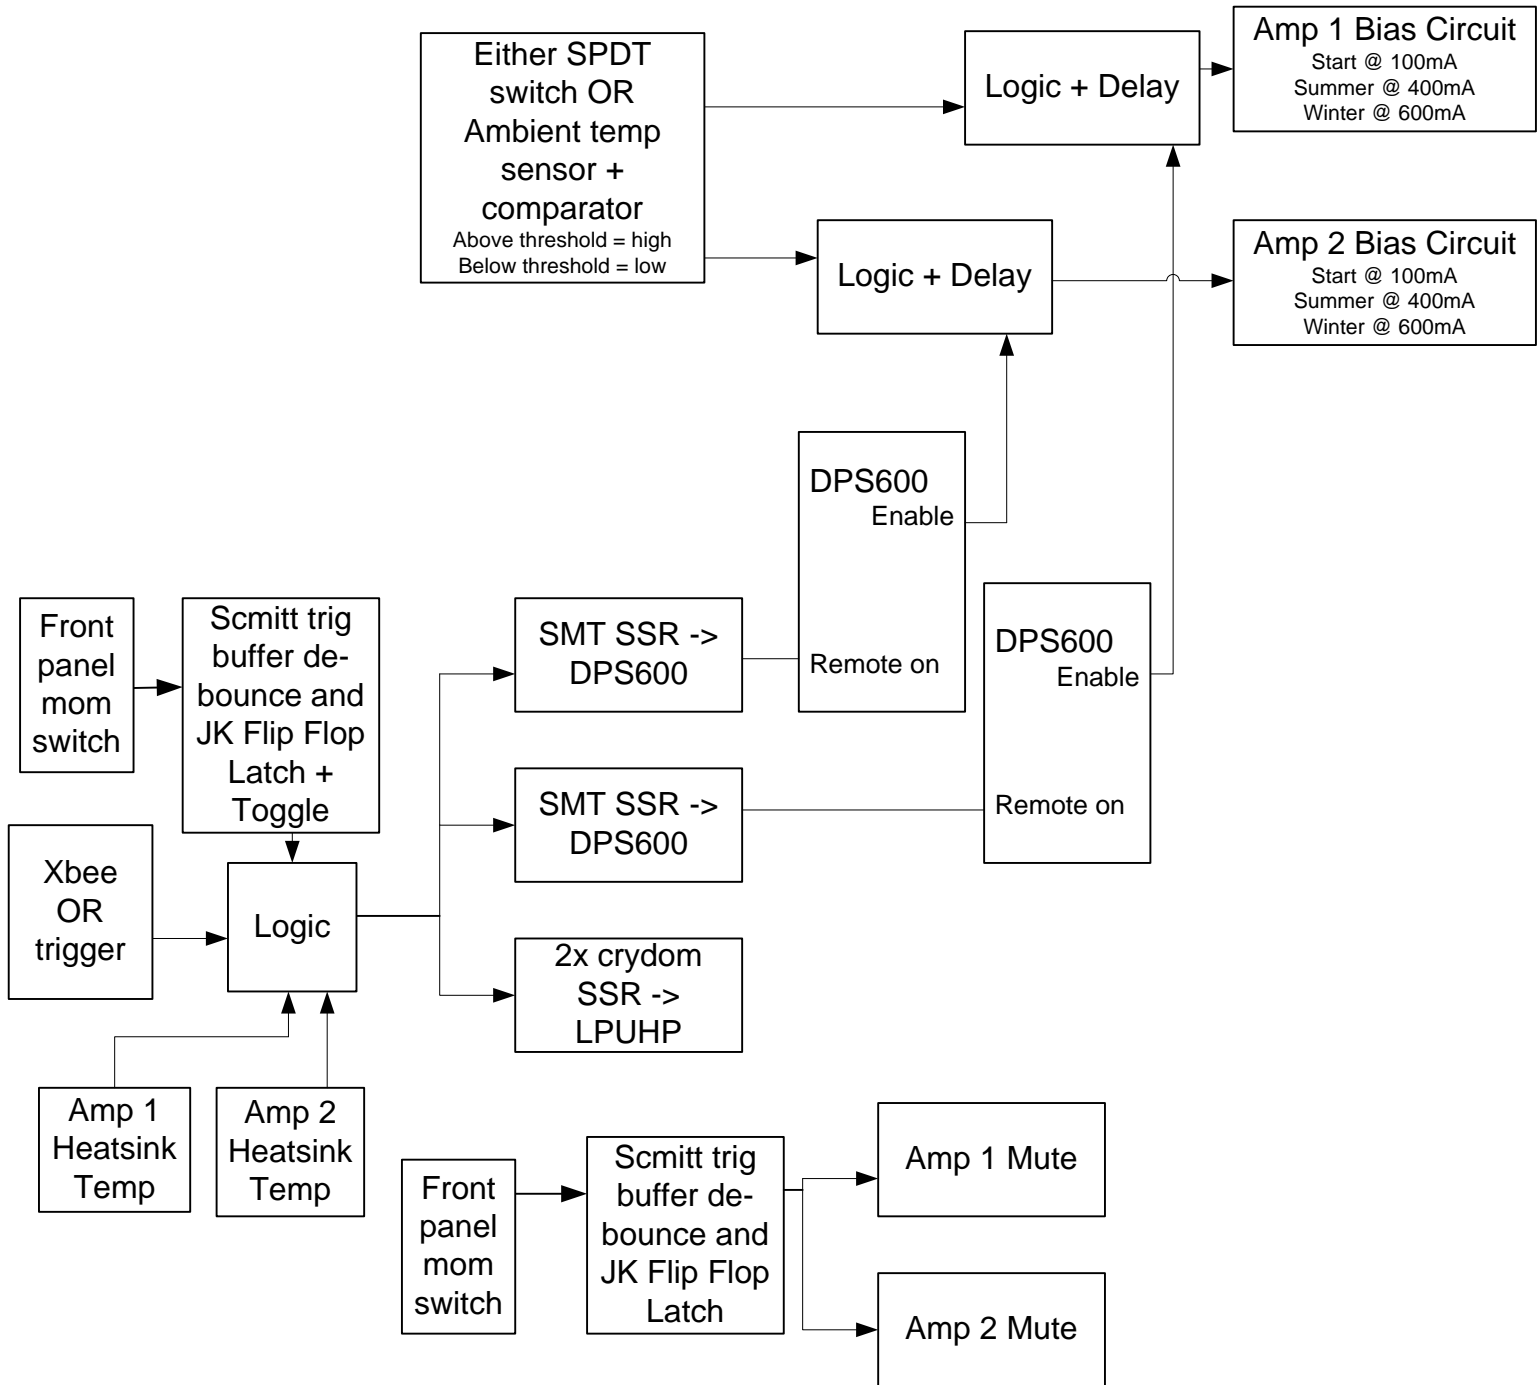 Either SPDT
switch OR
Ambient temp
sensor +
comparator
Above threshold = high
Below threshold = low
Logic + Delay
Amp 1 Bias Circuit
Start @ 100mA
Summer @ 400mA
Winter @ 600mA
Logic + Delay
Amp 2 Bias Circuit
Start @ 100mA
Summer @ 400mA
Winter @ 600mA
DPS600
Enable
Remote on
DPS600
Enable
Remote on
Front
panel
mom
switch
Scmitt trig
buffer de-
bounce and
JK Flip Flop
Latch +
Toggle
SMT SSR ->
DPS600
SMT SSR ->
DPS600
Xbee
OR
trigger
Logic
2x crydom
SSR ->
LPUHP
Amp 1
Heatsink
Temp
Amp 2
Heatsink
Temp
Front
panel
mom
switch
Scmitt trig
buffer de-
bounce and
JK Flip Flop
Latch
Amp 1 Mute
Amp 2 Mute